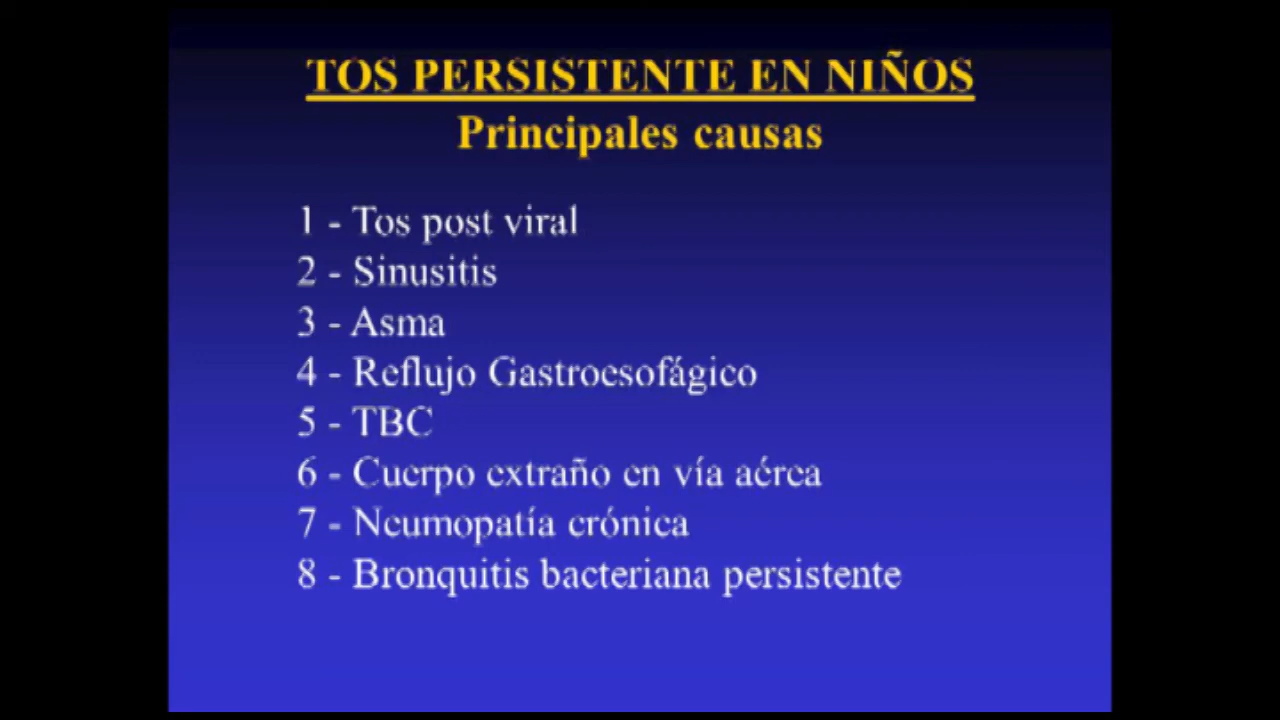 TOS PERSISTENTE EN NIÑOS
Principales causas
1 - Tos post viral
2 - Sinusitis
3 - Asma
4 - Reflujo Gastroesofágico
5 - TBC
6 - Cuerpo extraño en vía aérea
7 - Neumopatía crónica
8 - Bronquitis bacteriana persistente